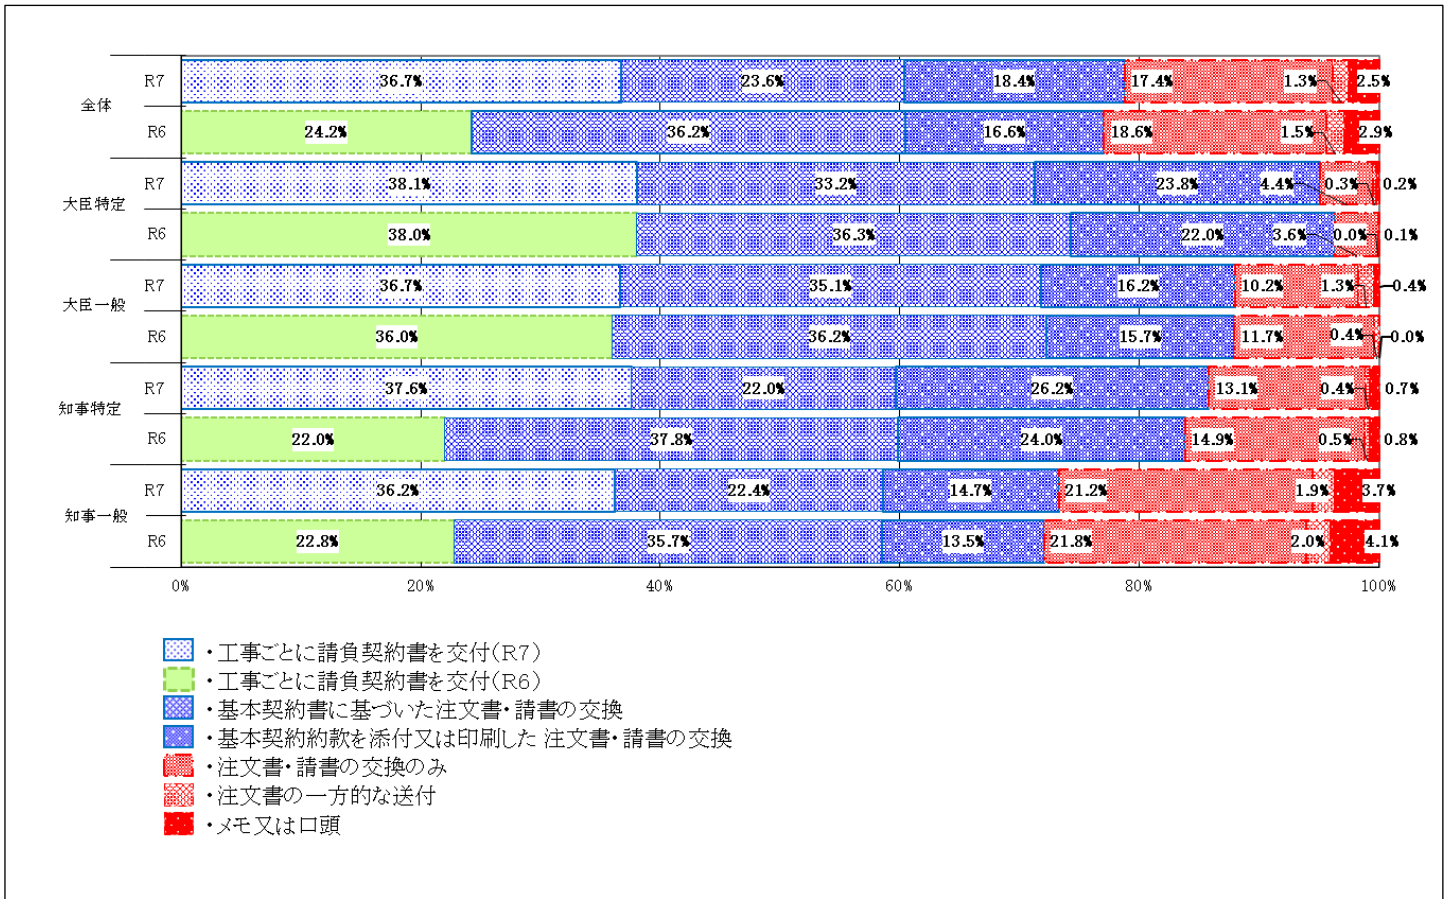 R7 36.7% 23.6% 18.4% 17.4% 1.3% 2.5%
全体
R6 24.2% 36.2% 16.6% 18.6% 1.5% 2.9%
R7 38.1% 33.2% 23.8% 4.4% 0.3% 0.2%
大臣特定
R6 38.0% 36.3% 22.0% 3.6% 0.0% 0.1%
R7 36.7% 35.1% 16.2% 10.2% 1.3% 0.4%
大臣一般
R6 36.0% 36.2% 15.7% 11.7% 0.4% 0.0%
R7 37.6% 22.0% 26.2% 13.1% 0.4% 0.7%
知事特定
R6 22.0% 37.8% 24.0% 14.9% 0.5% 0.8%
R7 36.2% 22.4% 14.7% 21.2% 1.9% 3.7%
知事一般
R6 22.8% 35.7% 13.5% 21.8% 2.0% 4.1%
0% 20% 40% 60% 80% 100%
・工事ごとに請負契約書を交付(R7)
・工事ごとに請負契約書を交付(R6)
・基本契約書に基づいた注文書・請書の交換
・基本契約約款を添付又は印刷した 注文書・請書の交換
・注文書・請書の交換のみ
・注文書の一方的な送付
・メモ又は口頭